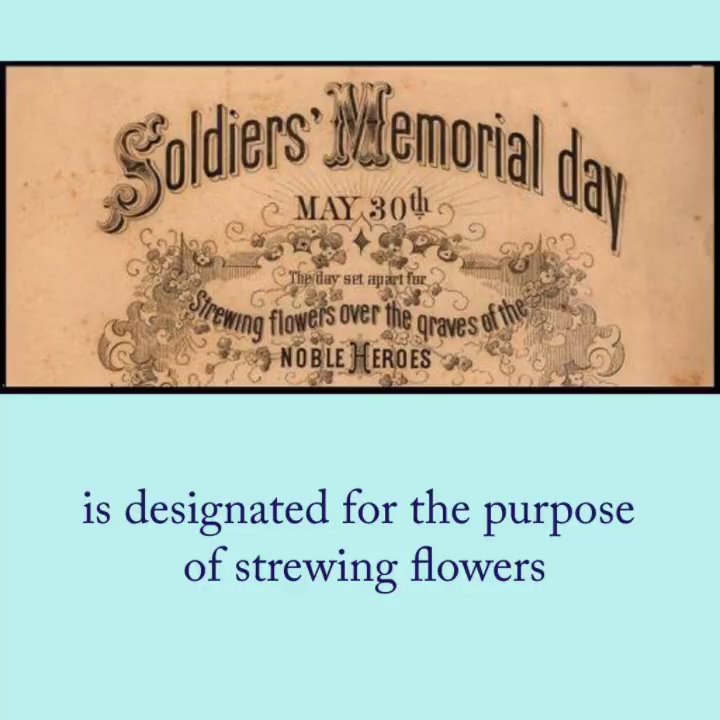 Soldiers' Memorial day
MAY 30th
The day set apart for
Strewing flowers over the graves of the
NOBLE HEROES
is designated for the purpose
of strewing flowers